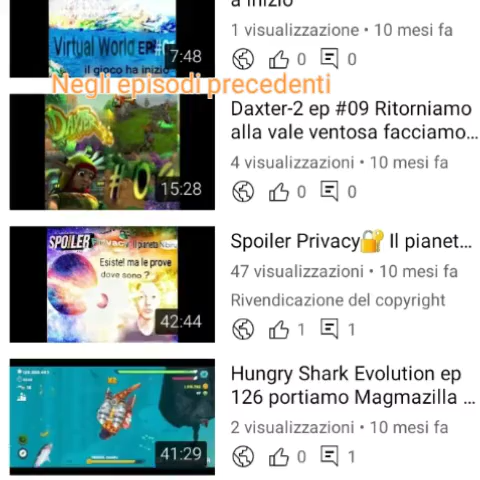 a inizio
1 visualizzazione • 10 mesi fa
Virtual World EP#0
7:48
il gioco ha inizio
0
0
Negli episodi precedenti
Daxter-2 ep #09 Ritorniamo
alla vale ventosa facciamo...
4 visualizzazioni • 10 mesi fa
15:28
0
0
SPOILER
Spoiler Privacy🔐 Il pianet...
Esiste! ma le prove
dove sono ?
47 visualizzazioni • 10 mesi fa
Rivendicazione del copyright
42:44
1
1
Hungry Shark Evolution ep
126 portiamo Magmazilla ...
2 visualizzazioni • 10 mesi fa
41:29
0
1